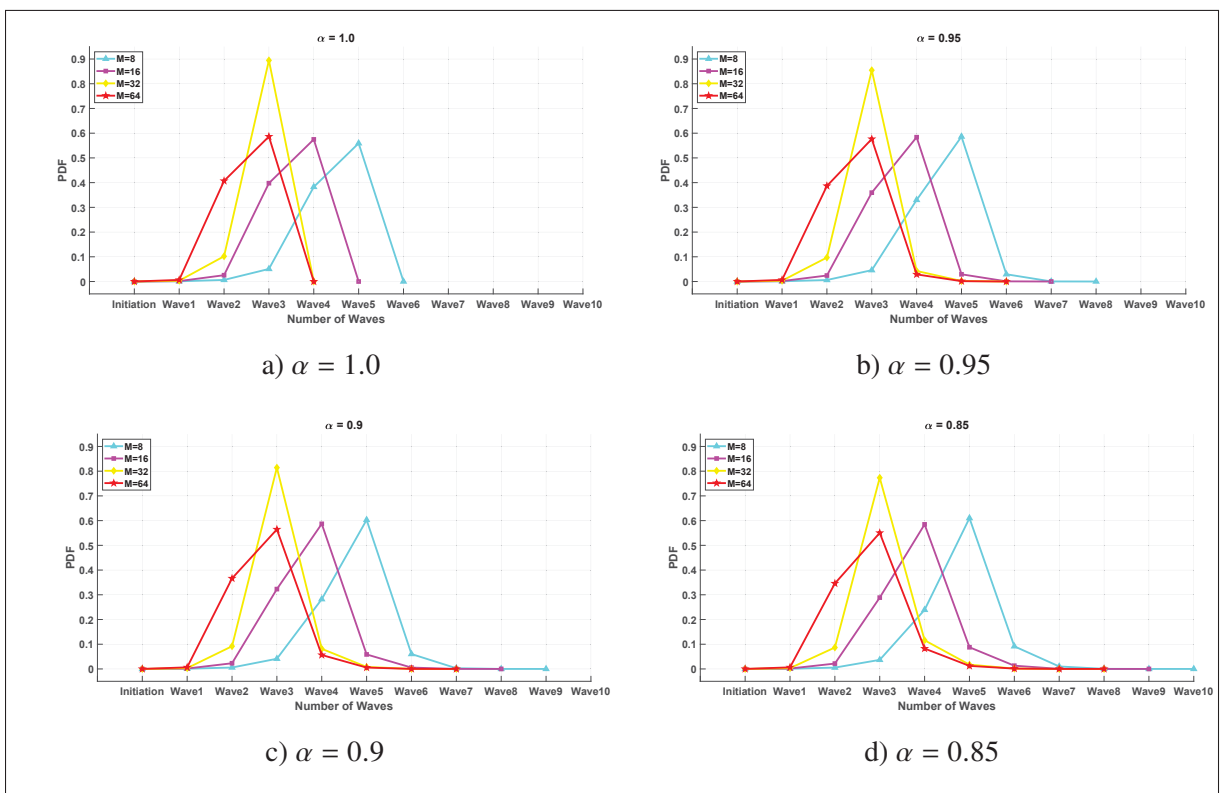 α = 1.0
M=8
M=16
M=32
M=64
0.9
0.8
0.7
0.6
0.5
0.4
0.3
0.2
0.1
0
PDF
Initiation Wave1 Wave2 Wave3 Wave4 Wave5 Wave6 Wave7 Wave8 Wave9 Wave10
Number of Waves
a) α = 1.0
α = 0.95
M=8
M=16
M=32
M=64
0.9
0.8
0.7
0.6
0.5
0.4
0.3
0.2
0.1
0
PDF
Initiation Wave1 Wave2 Wave3 Wave4 Wave5 Wave6 Wave7 Wave8 Wave9 Wave10
Number of Waves
b) α = 0.95
α = 0.9
M=8
M=16
M=32
M=64
0.9
0.8
0.7
0.6
0.5
0.4
0.3
0.2
0.1
0
PDF
Initiation Wave1 Wave2 Wave3 Wave4 Wave5 Wave6 Wave7 Wave8 Wave9 Wave10
Number of Waves
c) α = 0.9
α = 0.85
M=8
M=16
M=32
M=64
0.9
0.8
0.7
0.6
0.5
0.4
0.3
0.2
0.1
0
PDF
Initiation Wave1 Wave2 Wave3 Wave4 Wave5 Wave6 Wave7 Wave8 Wave9 Wave10
Number of Waves
d) α = 0.85